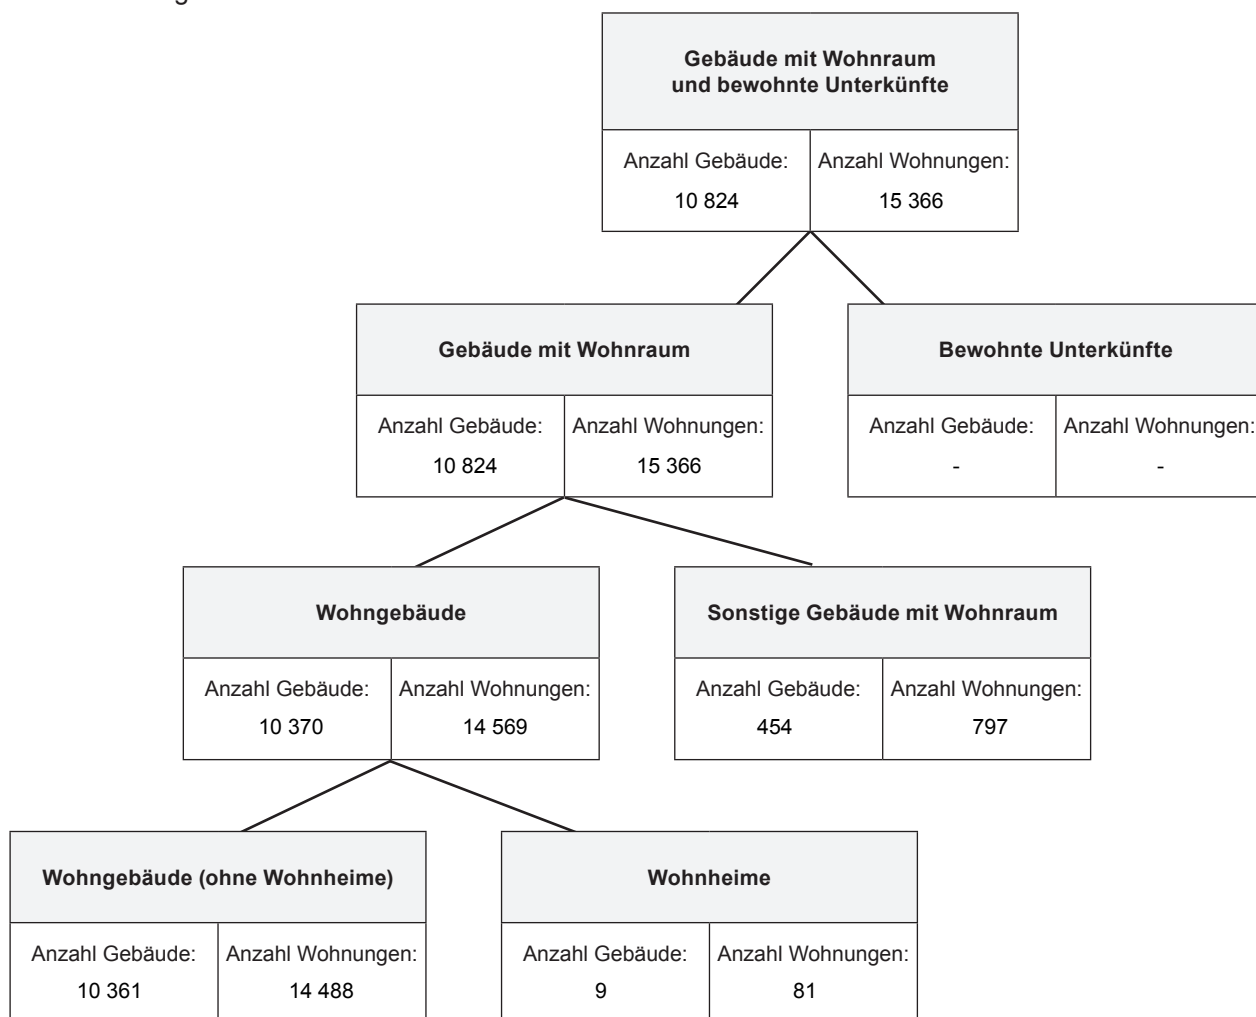 Gebäude mit Wohnraum
und bewohnte Unterkünfte
Anzahl Gebäude: Anzahl Wohnungen:
10 824 15 366
Gebäude mit Wohnraum Bewohnte Unterkünfte
Anzahl Gebäude: Anzahl Wohnungen: Anzahl Gebäude: Anzahl Wohnungen:
10 824 15 366 - -
Wohngebäude Sonstige Gebäude mit Wohnraum
Anzahl Gebäude: Anzahl Wohnungen: Anzahl Gebäude: Anzahl Wohnungen:
10 370 14 569 454 797
Wohngebäude (ohne Wohnheime) Wohnheime
Anzahl Gebäude: Anzahl Wohnungen: Anzahl Gebäude: Anzahl Wohnungen:
10 361 14 488 9 81